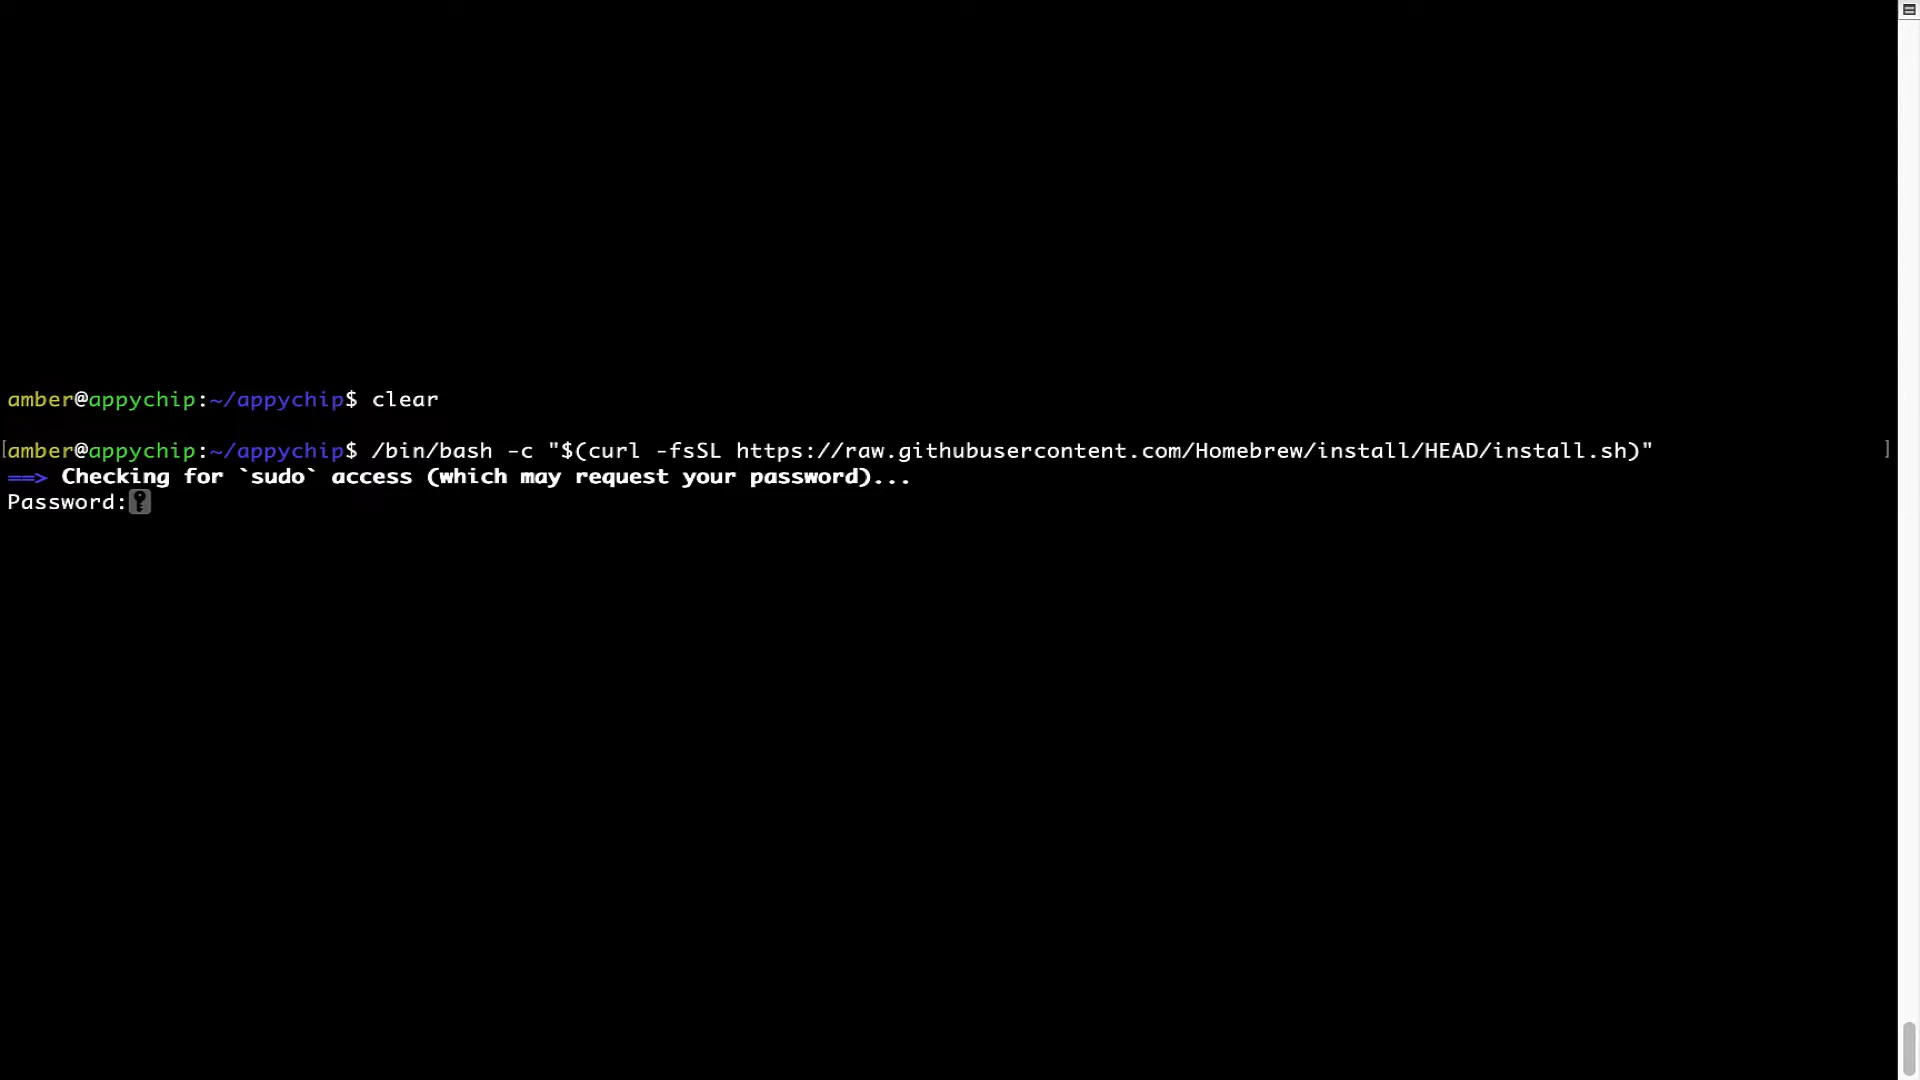 amber@appychip:~/appychip$ clear
[amber@appychip:~/appychip$ /bin/bash -c "$(curl -fsSL https://raw.githubusercontent.com/Homebrew/install/HEAD/install.sh)" ]
==> Checking for `sudo` access (which may request your password)...
Password: